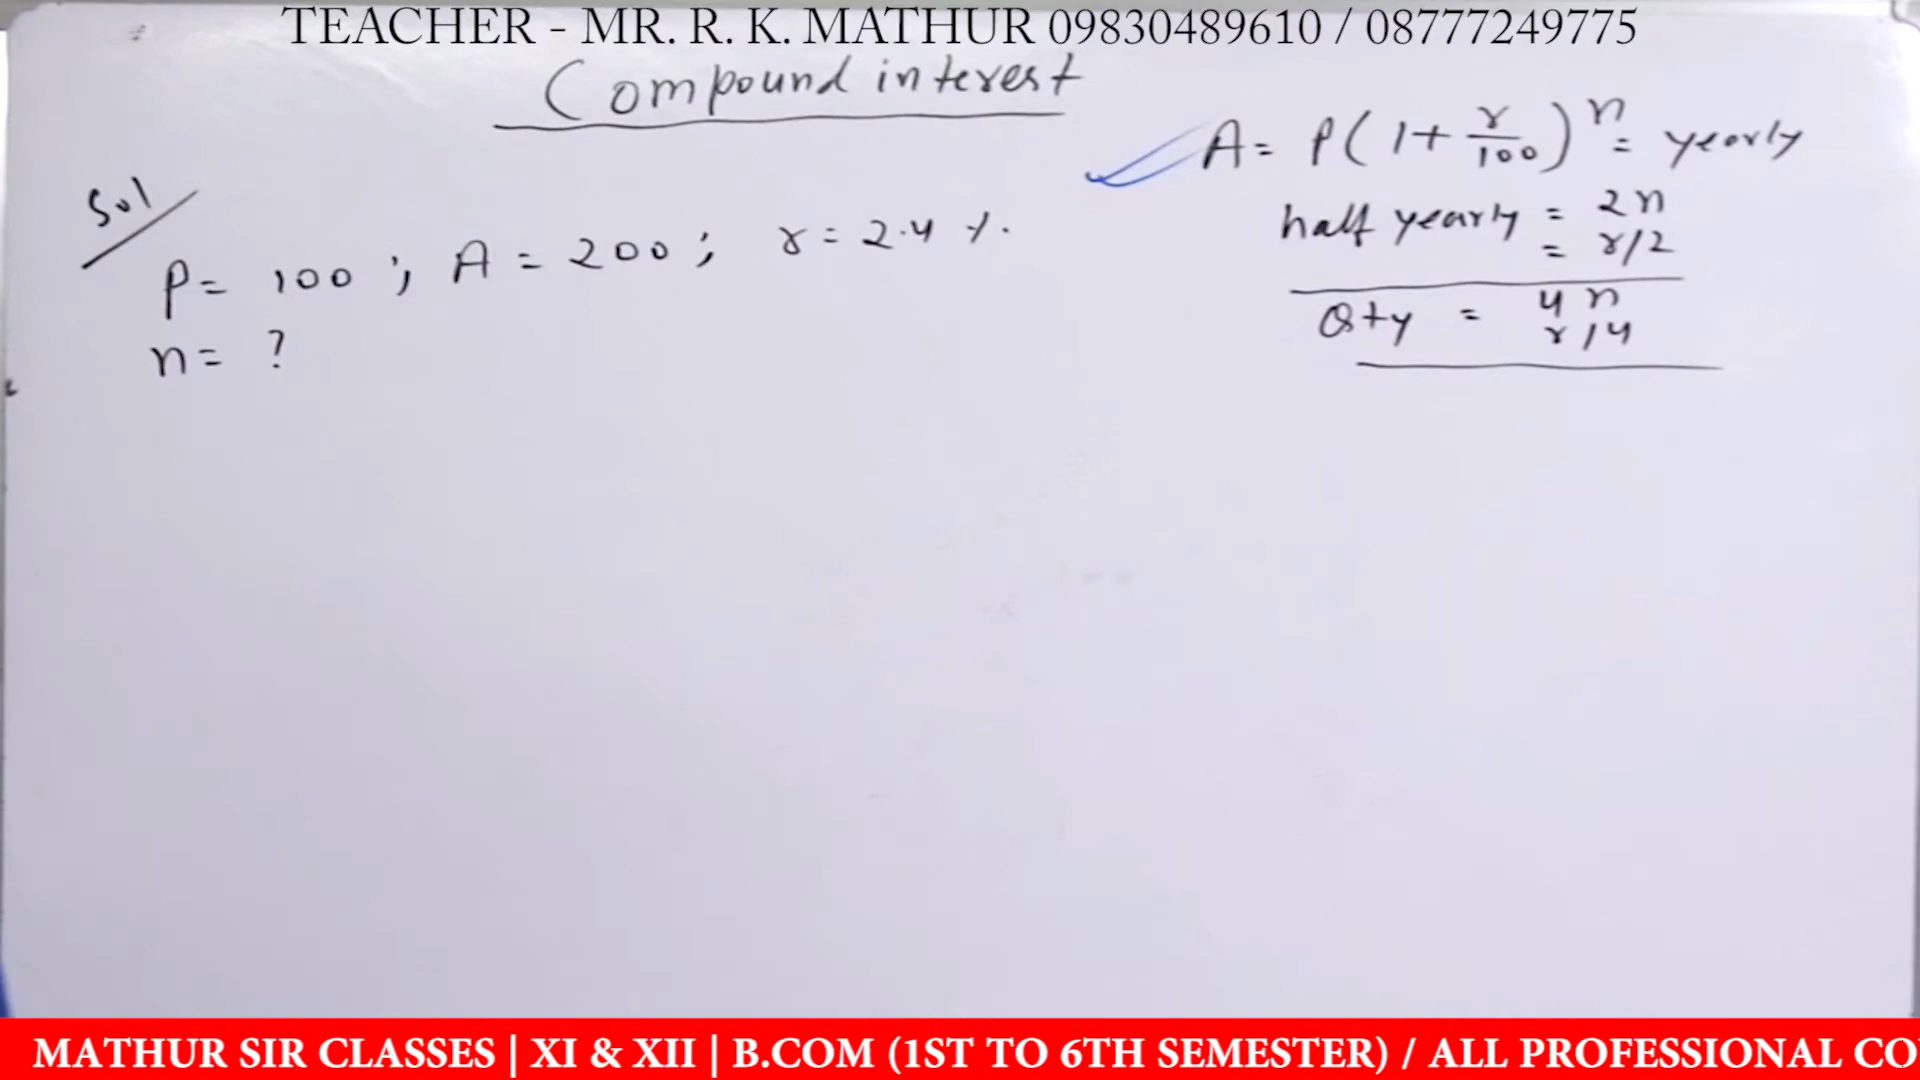 TEACHER - MR. R. K. MATHUR 09830489610 / 08777249775
Compound interest
A = P(1 + r/100)^n = yearly
half yearly = 2n
= r/2
Qty = 4n
r/4
Sol
P = 100 ; A = 200 ; r = 2.4 %.
n = ?
MATHUR SIR CLASSES | XI & XII | B.COM (1ST TO 6TH SEMESTER) / ALL PROFESSIONAL CO